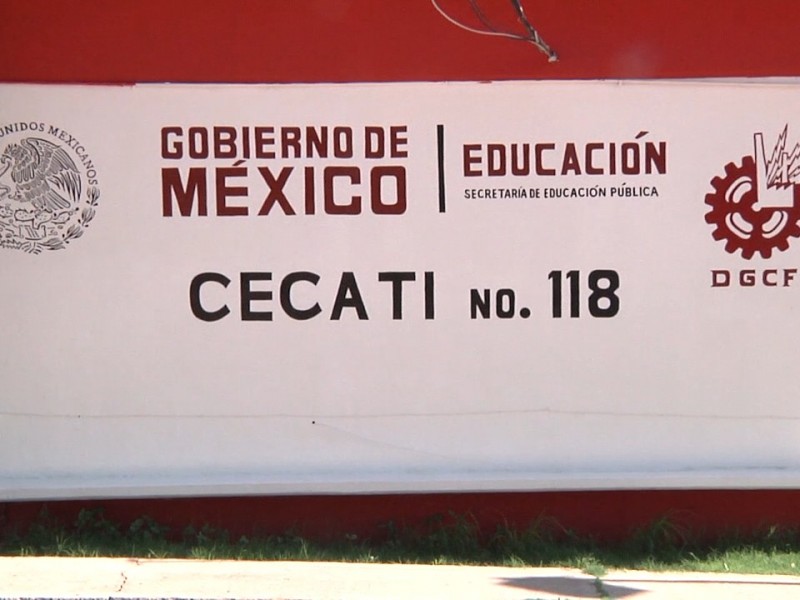 UNIDOS MEXICANOS
GOBIERNO DE
MÉXICO
EDUCACIÓN
SECRETARÍA DE EDUCACIÓN PÚBLICA
DGCF
CECATI NO. 118